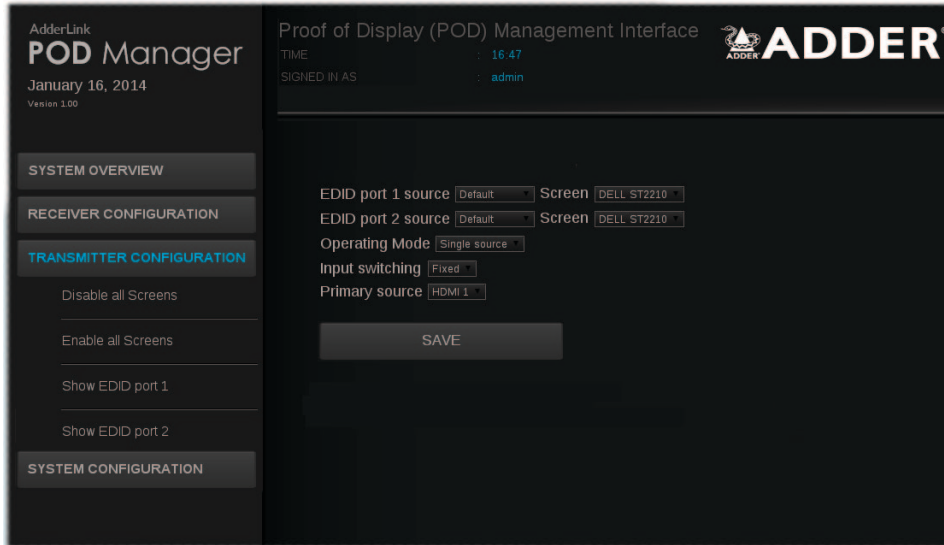 AdderLink
POD Manager
January 16, 2014
Version 1.00
Proof of Display (POD) Management Interface
TIME : 16:47
SIGNED IN AS : admin
ADDER
ADDER®
SYSTEM OVERVIEW
RECEIVER CONFIGURATION
TRANSMITTER CONFIGURATION
Disable all Screens
Enable all Screens
Show EDID port 1
Show EDID port 2
SYSTEM CONFIGURATION
EDID port 1 source Default Screen DELL ST2210
EDID port 2 source Default Screen DELL ST2210
Operating Mode Single source
Input switching Fixed
Primary source HDMI 1
SAVE